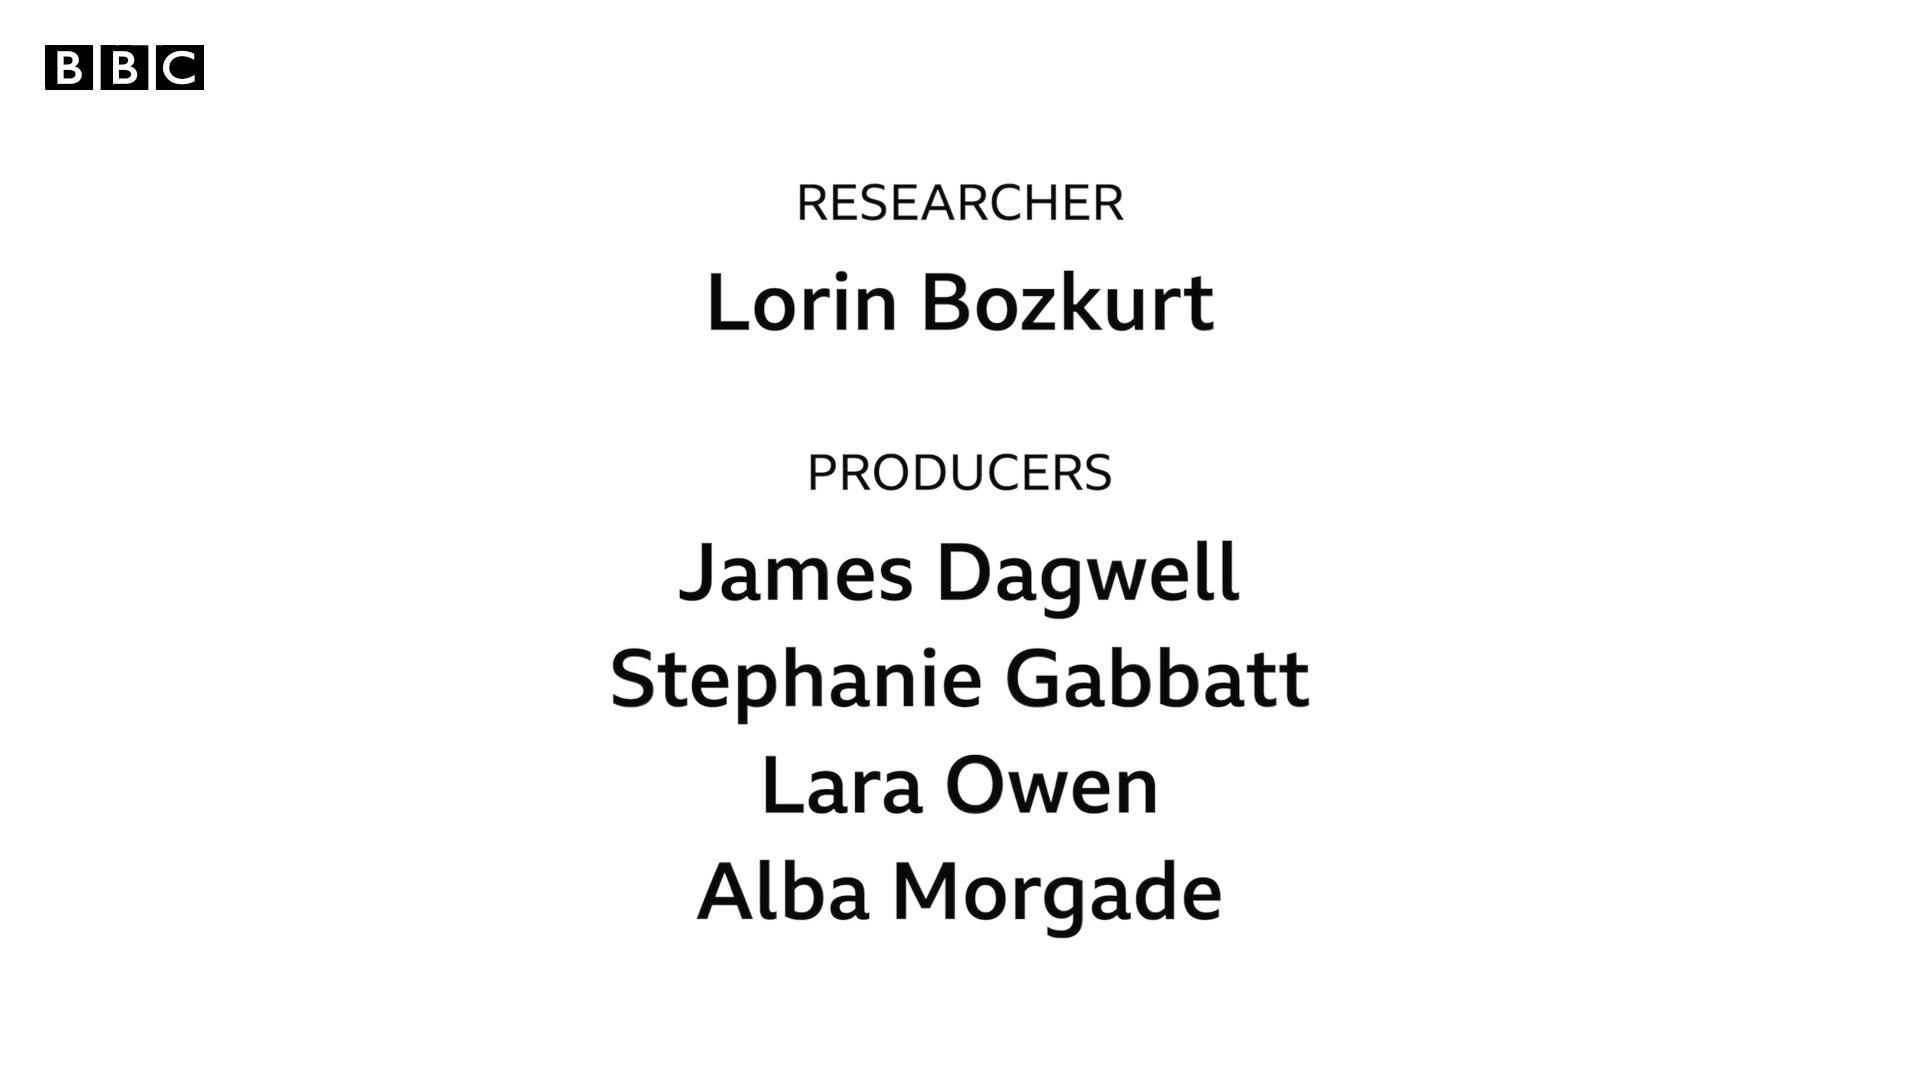 BBC
RESEARCHER
Lorin Bozkurt
PRODUCERS
James Dagwell
Stephanie Gabbatt
Lara Owen
Alba Morgade